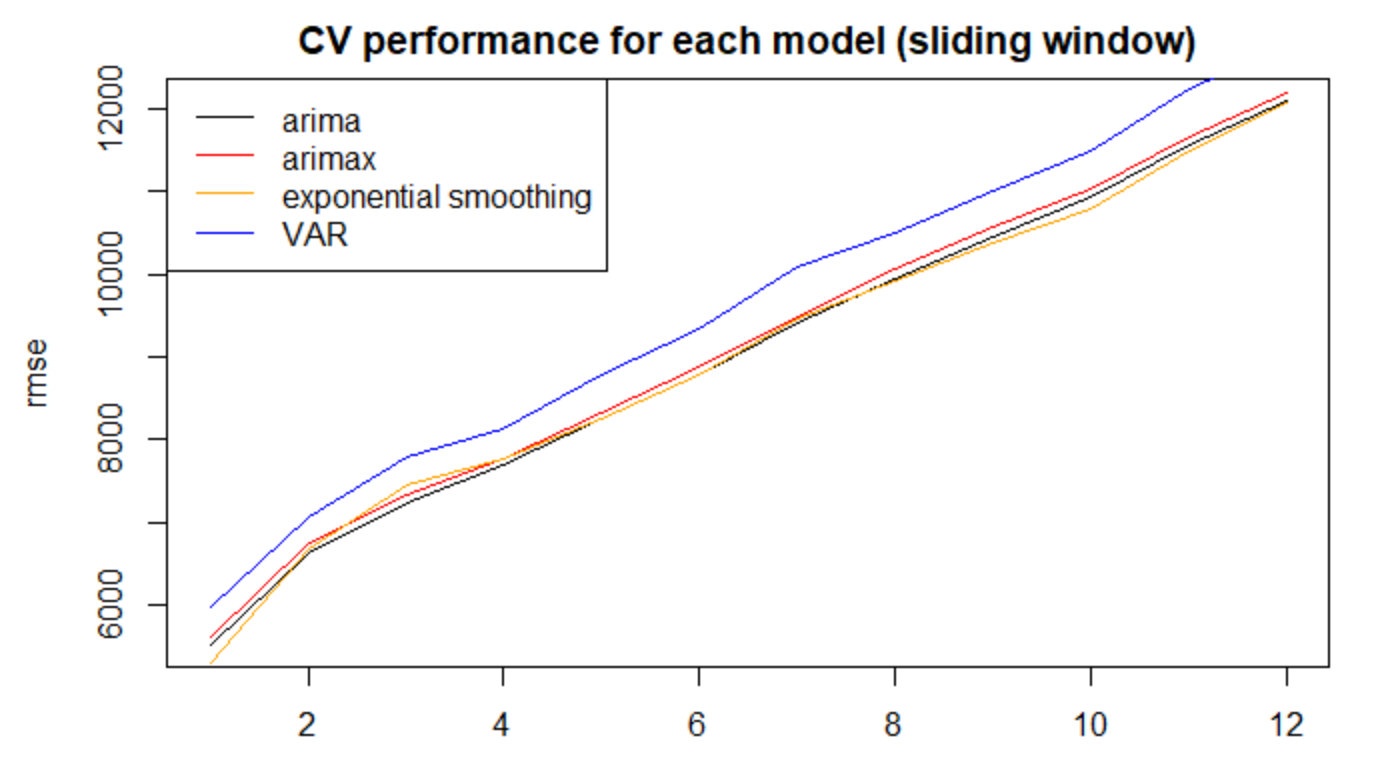 CV performance for each model (sliding window)
12000
10000
8000
6000
rmse
arima
arimax
exponential smoothing
VAR
2 4 6 8 10 12